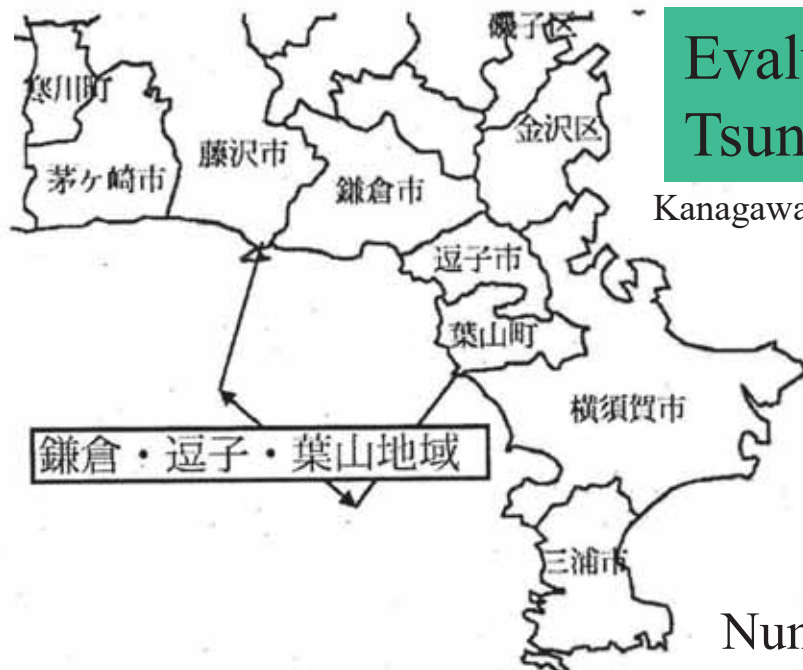 磯子区
Eval
Tsun
寒川町
金沢区
藤沢市
茅ヶ崎市
鎌倉市
Kanagawa
逗子市
葉山町
横須賀市
鎌倉・逗子・葉山地域
三浦市
Nun